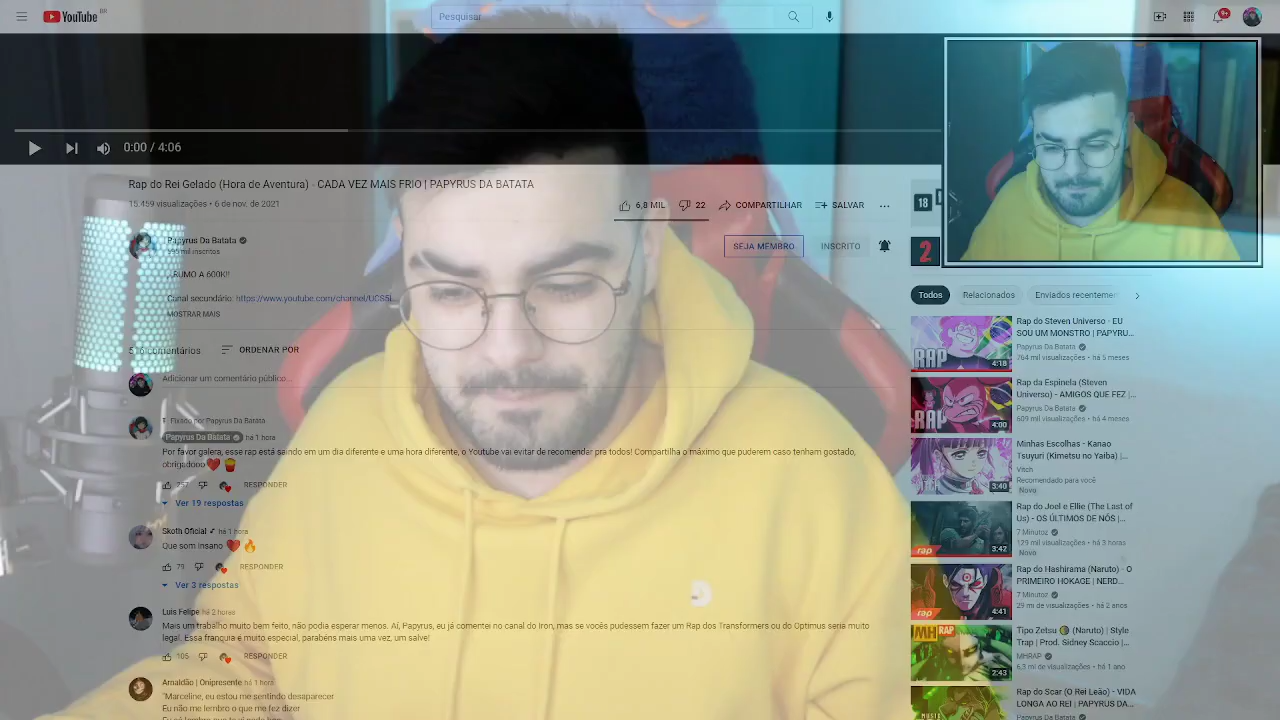 YouTube BR
Pesquisar
9+
0:00 / 4:06
Rap do Rei Gelado (Hora de Aventura) - CADA VEZ MAIS FRIO | PAPYRUS DA BATATA
15.459 visualizações • 6 de nov. de 2021
6,8 MIL
22
COMPARTILHAR
SALVAR
Papyrus Da Batata
mil inscritos
SEJA MEMBRO
INSCRITO
RUMO A 600K!!
Canal secundário: https://www.youtube.com/channel/UCS5i...
MOSTRAR MAIS
comentários
ORDENAR POR
Adicionar um comentário público...
Fixado por Papyrus Da Batata
Papyrus Da Batata há 1 hora
Por favor galera, esse rap está saindo em um dia diferente e uma hora diferente, o Youtube vai evitar de recomendar pra todos! Compartilha o máximo que puderem caso tenham gostado,
obrigadooo
RESPONDER
Ver 19 respostas
Skoth Oficial há 1 hora
Que som insano
79
RESPONDER
Ver 3 respostas
Luis Felipe há 2 horas
Mais um trabalho muito bem feito, não podia esperar menos. Aí, Papyrus, eu já comentei no canal do Iron, mas se vocês pudessem fazer um Rap dos Transformers ou do Optimus seria muito
legal! Essa franquia é muito especial, parabéns mais uma vez, um salve!
105
RESPONDER
Arnaldão | Onipresente há 1 hora
"Marceline, eu estou me sentindo desaparecer
Eu não me lembro o que me fez dizer
18
2
Todos
Relacionados
Enviados recentemen
RAP
4:18
Rap do Steven Universo - EU
SOU UM MONSTRO | PAPYRU...
Papyrus Da Batata
764 mil visualizações • há 5 meses
RAP
4:00
Rap da Espinela (Steven
Universo) - AMIGOS QUE FEZ |...
Papyrus Da Batata
609 mil visualizações • há 4 meses
3:40
Minhas Escolhas - Kanao
Tsuyuri (Kimetsu no Yaiba) |...
Vitch
Recomendado para você
Novo
rap
3:42
Rap do Joel e Ellie (The Last of
Us) - OS ÚLTIMOS DE NÓS |...
7 Minutoz
129 mil visualizações • há 3 horas
Novo
rap
4:41
Rap do Hashirama (Naruto) - O
PRIMEIRO HOKAGE | NERD...
7 Minutoz
29 mi de visualizações • há 2 anos
MH RAP
2:43
Tipo Zetsu (Naruto) | Style
Trap | Prod. Sidney Scaccio |...
MHRAP
6,3 mi de visualizações • há 1 ano
Rap do Scar (O Rei Leão) - VIDA
LONGA AO REI | PAPYRUS DA...
Papyrus Da Batata